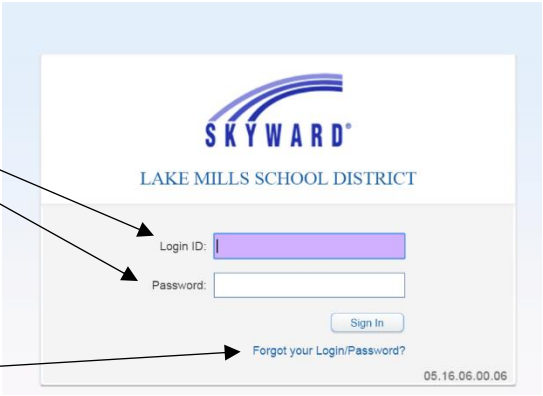 SKYWARD®
LAKE MILLS SCHOOL DISTRICT
Login ID:
Password:
Sign In
Forgot your Login/Password?
05.16.06.00.06